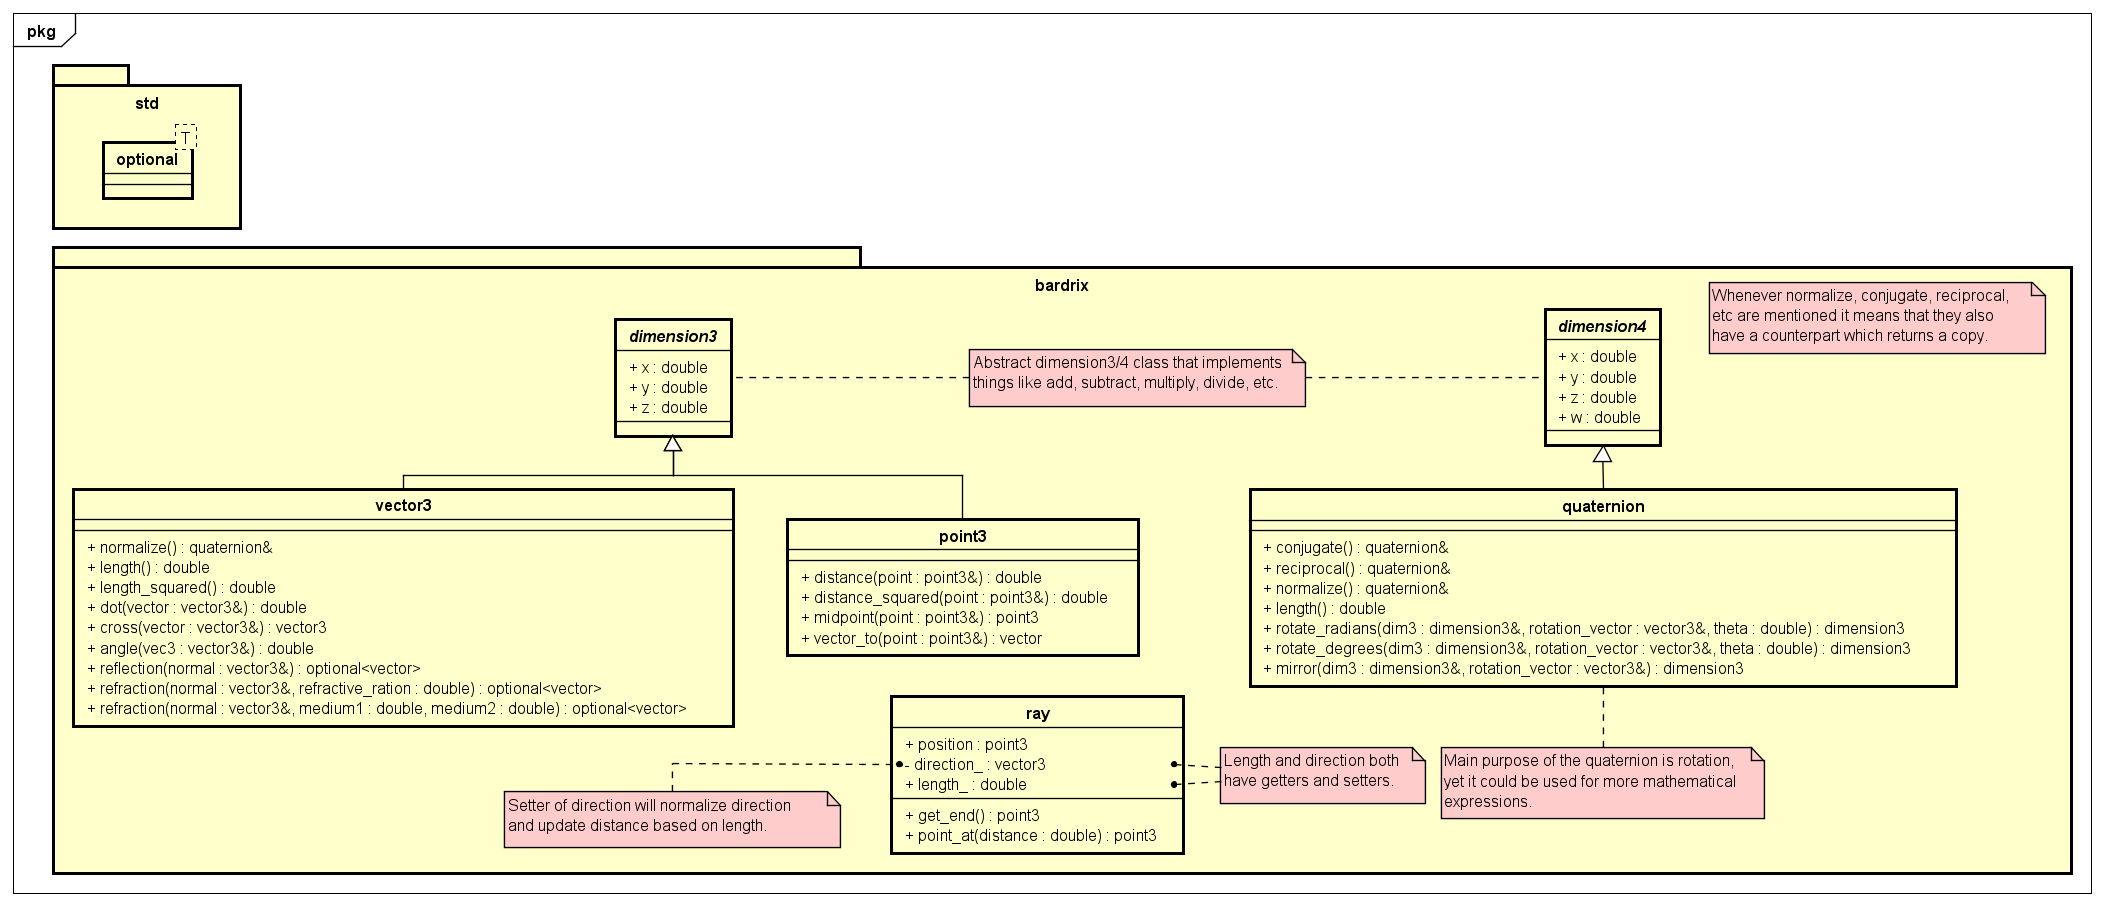 pkg
std
T
optional
bardrix
Whenever normalize, conjugate, reciprocal,
etc are mentioned it means that they also
have a counterpart which returns a copy.
dimension3
+ x : double
+ y : double
+ z : double
Abstract dimension3/4 class that implements
things like add, subtract, multiply, divide, etc.
dimension4
+ x : double
+ y : double
+ z : double
+ w : double
vector3
+ normalize() : quaternion&
+ length() : double
+ length_squared() : double
+ dot(vector : vector3&) : double
+ cross(vector : vector3&) : vector3
+ angle(vec3 : vector3&) : double
+ reflection(normal : vector3&) : optional<vector>
+ refraction(normal : vector3&, refractive_ration : double) : optional<vector>
+ refraction(normal : vector3&, medium1 : double, medium2 : double) : optional<vector>
point3
+ distance(point : point3&) : double
+ distance_squared(point : point3&) : double
+ midpoint(point : point3&) : point3
+ vector_to(point : point3&) : vector
quaternion
+ conjugate() : quaternion&
+ reciprocal() : quaternion&
+ normalize() : quaternion&
+ length() : double
+ rotate_radians(dim3 : dimension3&, rotation_vector : vector3&, theta : double) : dimension3
+ rotate_degrees(dim3 : dimension3&, rotation_vector : vector3&, theta : double) : dimension3
+ mirror(dim3 : dimension3&, rotation_vector : vector3&) : dimension3
ray
+ position : point3
- direction_ : vector3
+ length_ : double
+ get_end() : point3
+ point_at(distance : double) : point3
Setter of direction will normalize direction
and update distance based on length.
Length and direction both
have getters and setters.
Main purpose of the quaternion is rotation,
yet it could be used for more mathematical
expressions.